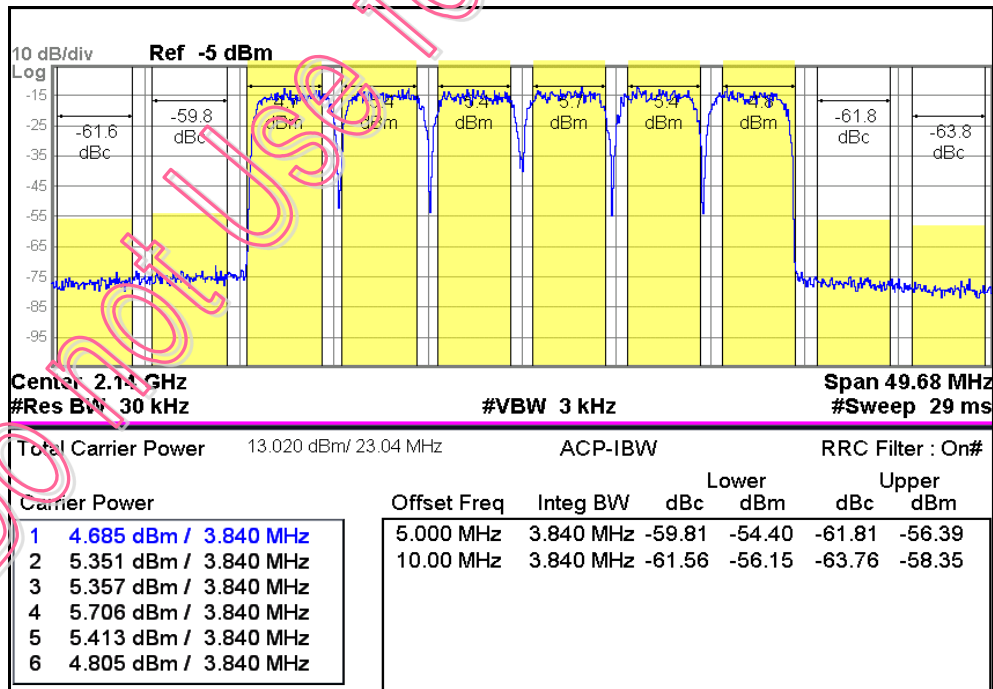 10 dB/div Ref -5 dBm
Log
-15
-25
-35
-45
-55
-65
-75
-85
-95
-61.6 dBc
-59.8 dBc
dBm
dBm
5.4 dBm
5.7 dBm
5.4 dBm
4.8 dBm
-61.8 dBc
-63.8 dBc
Center 2.14 GHz Span 49.68 MHz
#Res BW 30 kHz #VBW 3 kHz #Sweep 29 ms
Total Carrier Power 13.020 dBm/ 23.04 MHz ACP-IBW RRC Filter : On#
Lower Upper
Carrier Power Offset Freq Integ BW dBc dBm dBc dBm
1 4.685 dBm / 3.840 MHz 5.000 MHz 3.840 MHz -59.81 -54.40 -61.81 -56.39
2 5.351 dBm / 3.840 MHz 10.00 MHz 3.840 MHz -61.56 -56.15 -63.76 -58.35
3 5.357 dBm / 3.840 MHz
4 5.706 dBm / 3.840 MHz
5 5.413 dBm / 3.840 MHz
6 4.805 dBm / 3.840 MHz
not Use